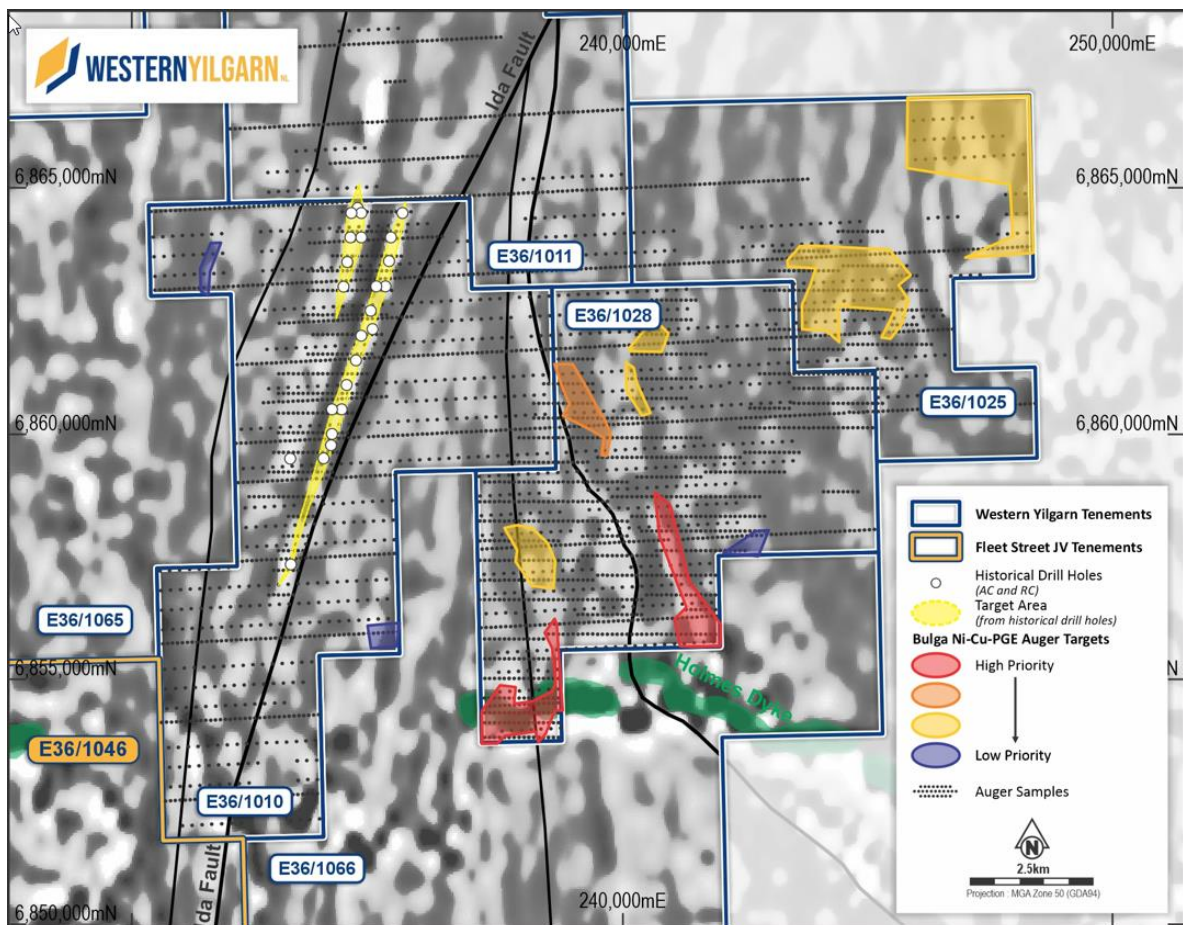 240,000mE
250,000mE
WESTERNYILGARN NL
Ida Fault
6,865,000mN
6,865,000mN
E36/1011
E36/1028
E36/1025
6,860,000mN
6,860,000mN
Western Yilgarn Tenements
Fleet Street JV Tenements
Historical Drill Holes
(AC and RC)
Target Area
(from historical drill holes)
Bulga Ni-Cu-PGE Auger Targets
High Priority
Low Priority
Auger Samples
N
2.5km
Projection : MGA Zone 50 (GDA94)
E36/1065
6,855,000mN
N
Holmes Dyke
E36/1046
E36/1010
E36/1066
Ida Fault
6,850,000mN
240,000mE